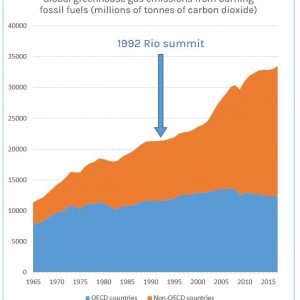 Global greenhouse gas emissions from burning
fossil fuels (millions of tonnes of carbon dioxide)
1992 Rio summit
40000
35000
30000
25000
20000
15000
10000
5000
0
1965 1970 1975 1980 1985 1990 1995 2000 2005 2010 2015
OECD countries Non-OECD countries